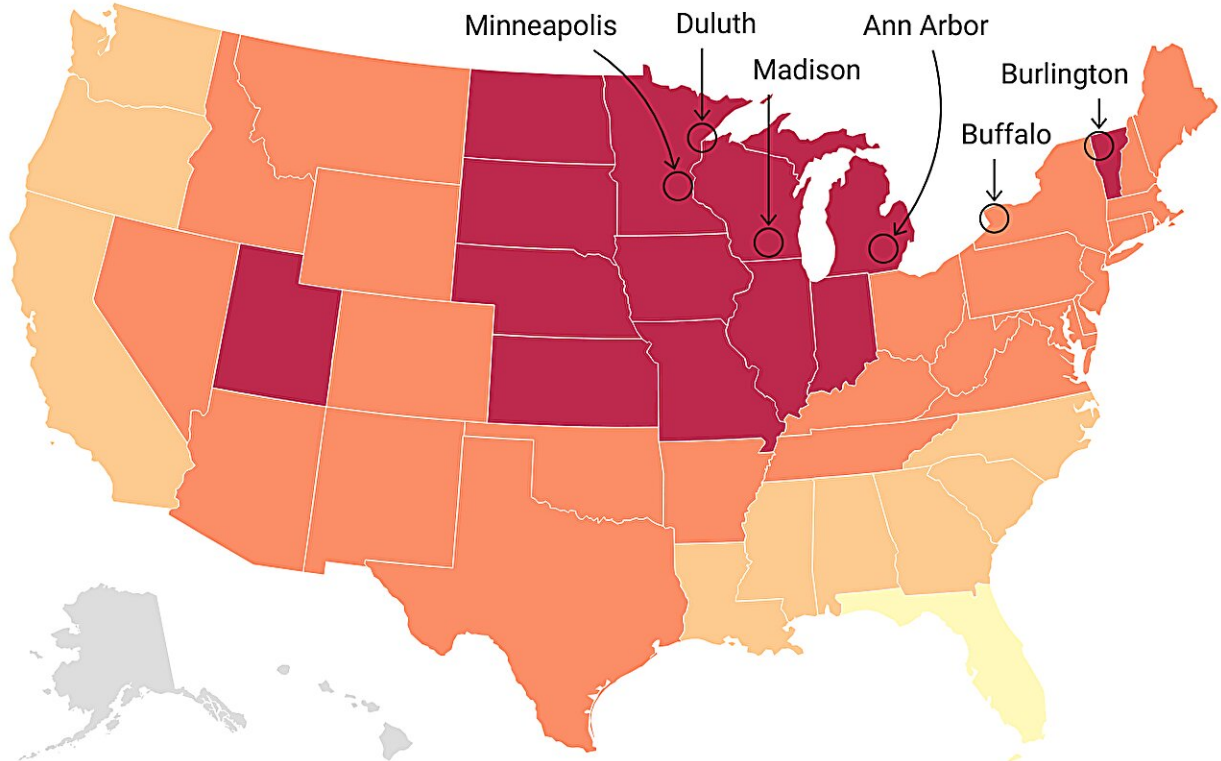 Minneapolis
Duluth
Ann Arbor
Madison
Burlington
Buffalo